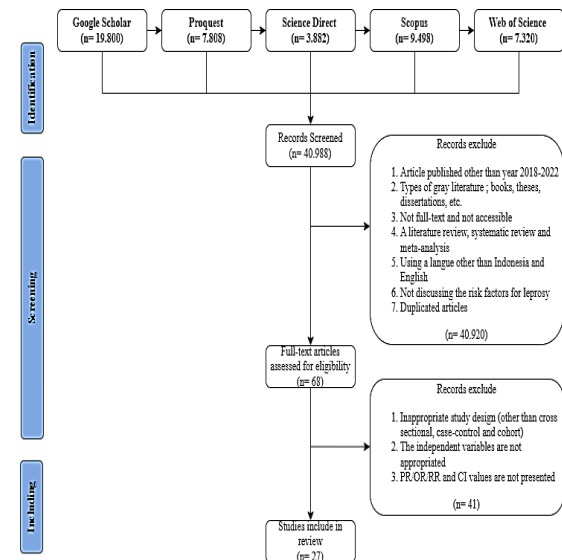 Google Scholar
(n= 19.800)
Proquest
(n= 7.808)
Science Direct
(n= 3.882)
Scopus
(n= 9.498)
Web of Science
(n= 7.320)
Identification
Records Screened
(n= 40.988)
Records exclude
1. Article published other than year 2018-2022
2. Types of gray literature ; books, theses,
dissertations, etc.
3. Not full-text and not accessible
4. A literature review, systematic review and
meta-analysis
5. Using a langue other than Indonesia and
English
6. Not discussing the risk factors for leprosy
7. Duplicated articles
(n= 40.920)
Screening
Full-text articles
assessed for eligibility
(n= 68)
Records exclude
1. Inappropriate study design (other than cross
sectional, case-control and cohort)
2. The independent variables are not
appropriated
3. PR/OR/RR and CI values are not presented
(n= 41)
Including
Studies include in
review
(n= 27)